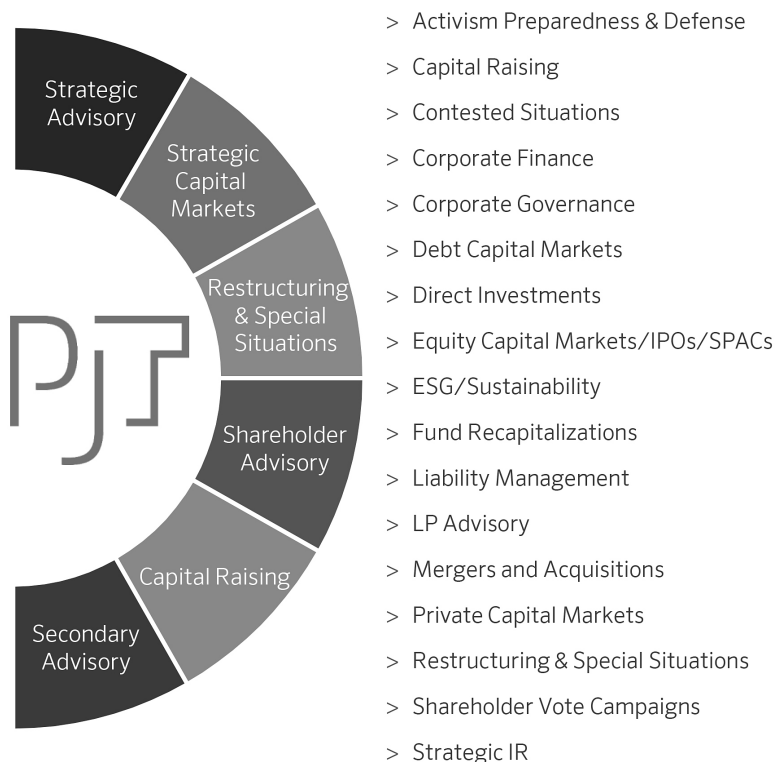 Strategic
Advisory
Strategic
Capital
Markets
Restructuring
& Special
Situations
Shareholder
Advisory
Capital Raising
Secondary
Advisory
PJT
> Activism Preparedness & Defense
> Capital Raising
> Contested Situations
> Corporate Finance
> Corporate Governance
> Debt Capital Markets
> Direct Investments
> Equity Capital Markets/IPOs/SPACs
> ESG/Sustainability
> Fund Recapitalizations
> Liability Management
> LP Advisory
> Mergers and Acquisitions
> Private Capital Markets
> Restructuring & Special Situations
> Shareholder Vote Campaigns
> Strategic IR